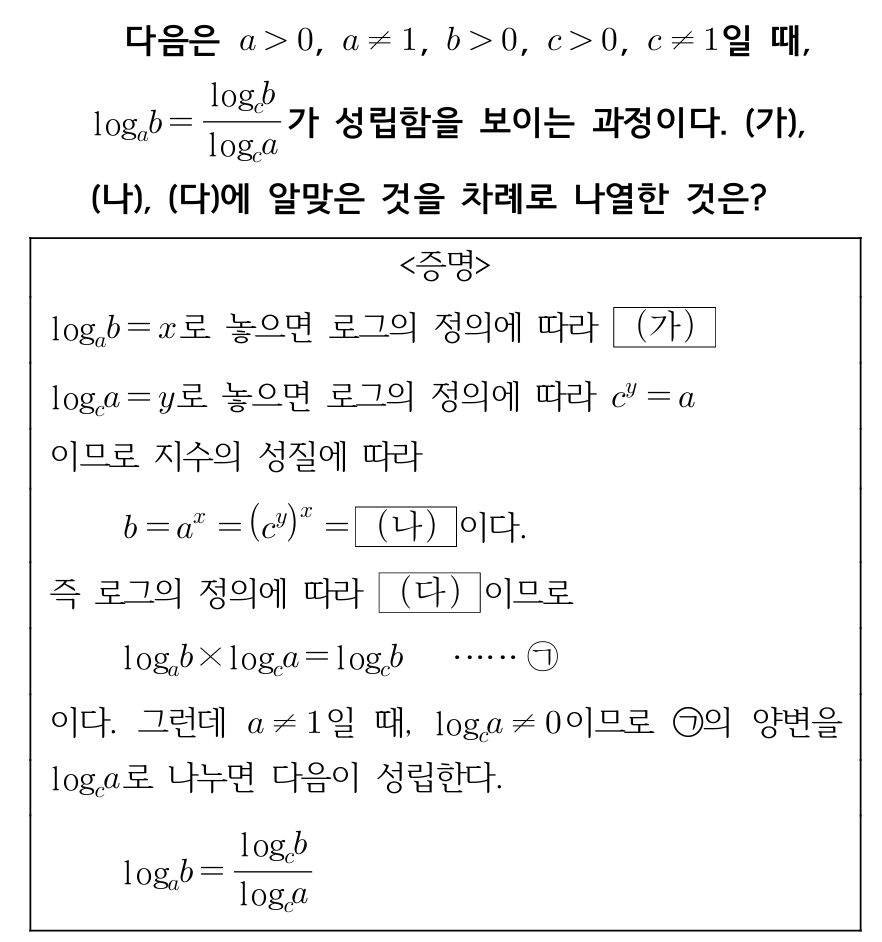 다음은 a>0, a≠1, b>0, c>0, c≠1일 때,
log_a b = \frac{log_c b}{log_c a}가 성립함을 보이는 과정이다. (가),
(나), (다)에 알맞은 것을 차례로 나열한 것은?
<증명>
log_a b = x로 놓으면 로그의 정의에 따라 (가)
log_c a = y로 놓으면 로그의 정의에 따라 c^y = a
이므로 지수의 성질에 따라
b = a^x = (c^y)^x = (나)이다.
즉 로그의 정의에 따라 (다)이므로
log_a b × log_c a = log_c b ⋯⋯ ㉠
이다. 그런데 a≠1일 때, log_c a ≠ 0이므로 ㉠의 양변을
log_c a로 나누면 다음이 성립한다.
log_a b = \frac{log_c b}{log_c a}